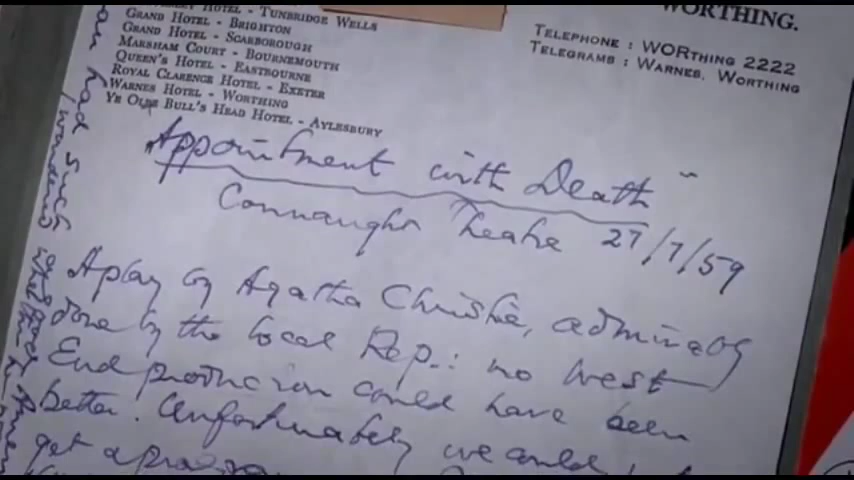 HOTEL - TUNBRIDGE WELLS
GRAND HOTEL - BRIGHTON
GRAND HOTEL - SCARBOROUGH
MARSHAM COURT - BOURNEMOUTH
QUEEN'S HOTEL - EASTBOURNE
ROYAL CLARENCE HOTEL - EXETER
WARNES HOTEL - WORTHING
YE OLDE BULL'S HEAD HOTEL - AYLESBURY
WORTHING.
TELEPHONE : WORTHING 2222
TELEGRAMS : WARNES, WORTHING
Appointment with Death
Connaught Theatre 27/7/59
A play by Agatha Christie, admirably
done by the local Rep.: no West
End production could have been
better. Unfortunately we could
get a
had such